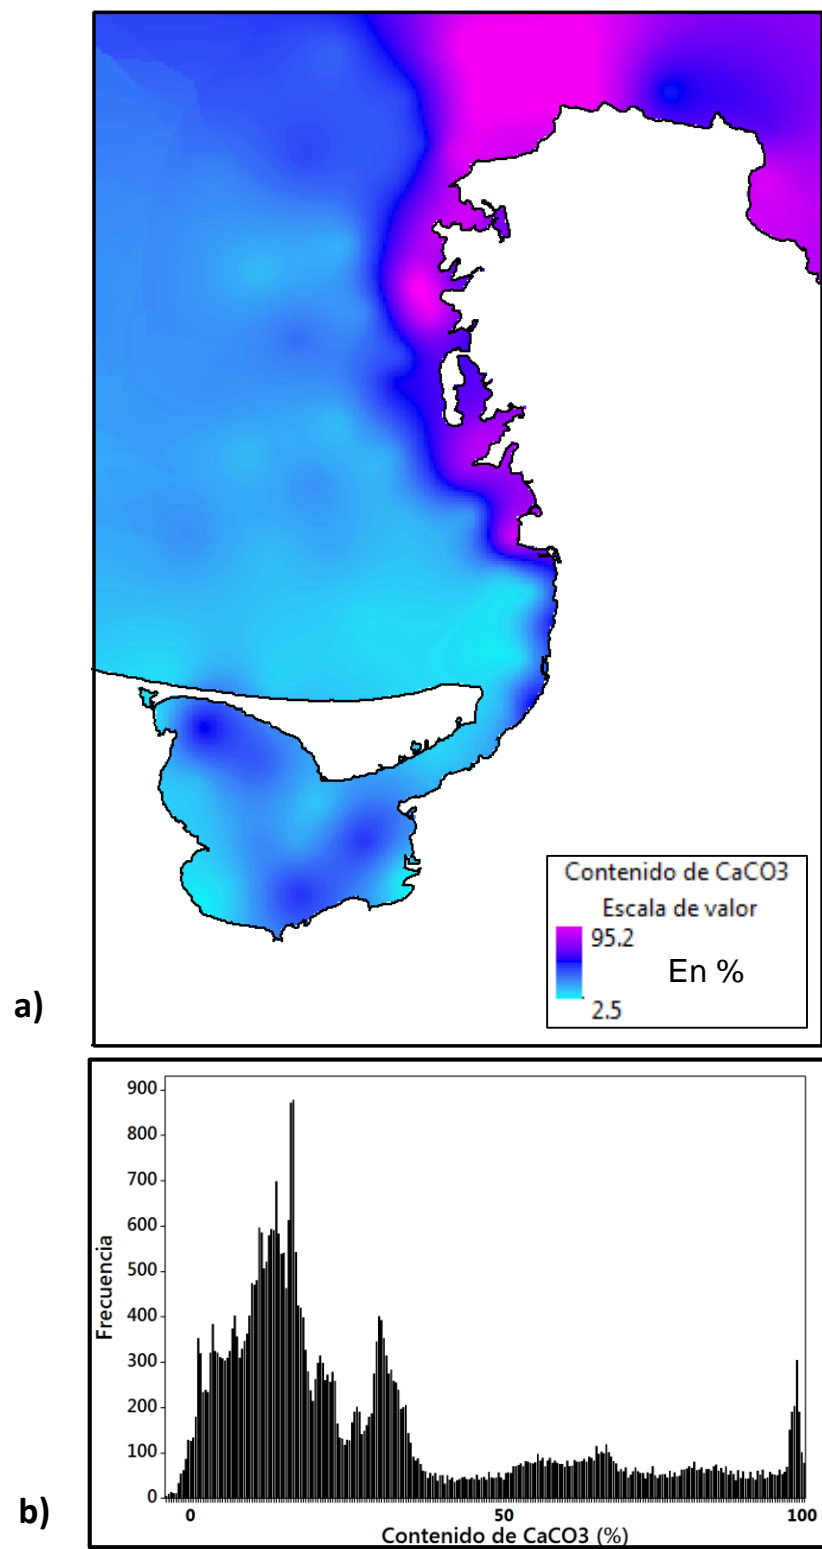 Contenido de CaCO3
Escala de valor
95.2
En %
2.5
a)
900
800
700
600
500
400
300
200
100
0
Frecuencia
0 50 100
Contenido de CaCO3 (%)
b)